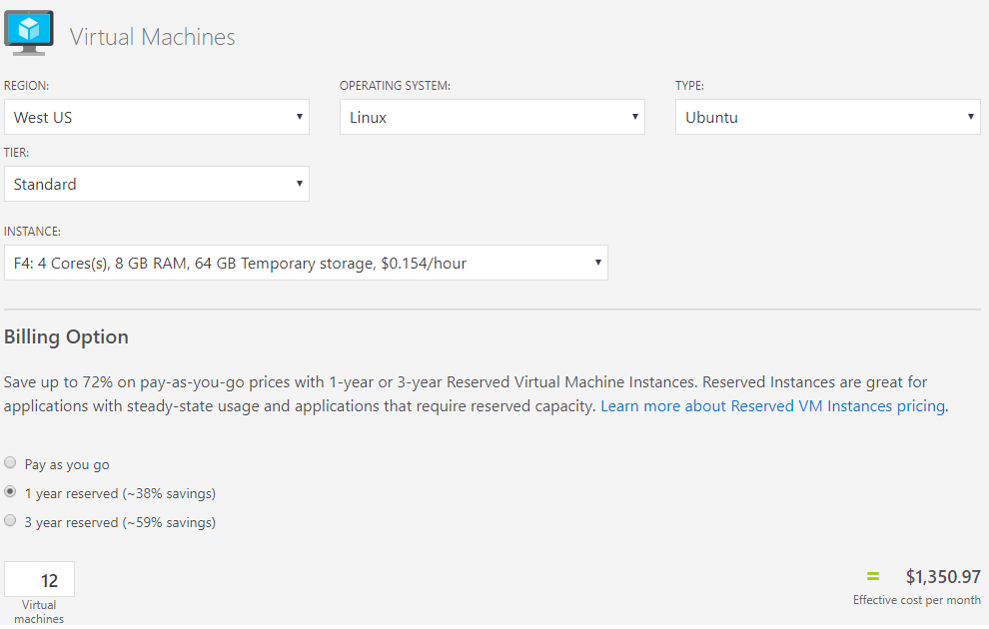 Virtual Machines
REGION:
OPERATING SYSTEM:
TYPE:
West US
Linux
Ubuntu
TIER:
Standard
INSTANCE:
F4: 4 Cores(s), 8 GB RAM, 64 GB Temporary storage, $0.154/hour
Billing Option
Save up to 72% on pay-as-you-go prices with 1-year or 3-year Reserved Virtual Machine Instances. Reserved Instances are great for
applications with steady-state usage and applications that require reserved capacity. Learn more about Reserved VM Instances pricing.
Pay as you go
1 year reserved (~38% savings)
3 year reserved (~59% savings)
12
= $1,350.97
Virtual
machines
Effective cost per month